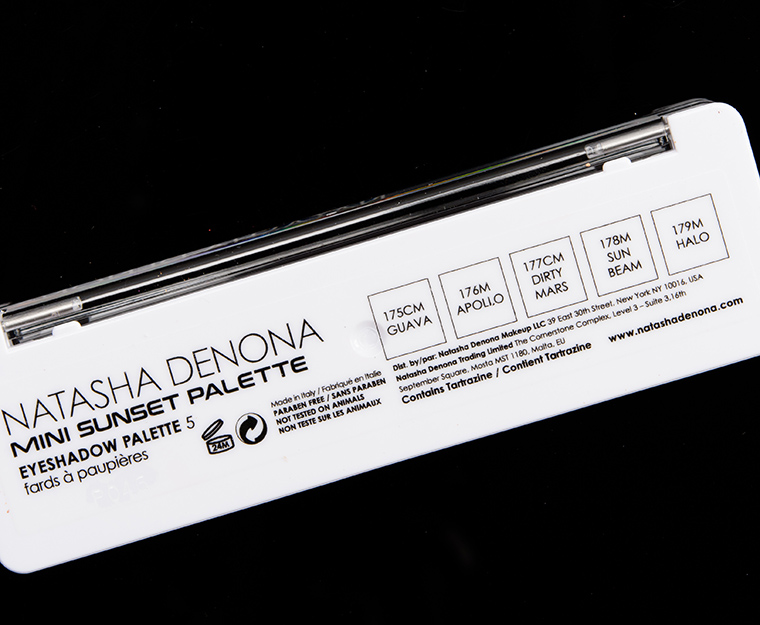 NATASHA DENONA
MINI SUNSET PALETTE
EYESHADOW PALETTE 5
fards à paupières
24M
Made in Italy / Fabriqué en Italie
PARABEN FREE / SANS PARABEN
NOT TESTED ON ANIMALS
NON TESTE SUR LES ANIMAUX
175CM
GUAVA
176M
APOLLO
177CM
DIRTY
MARS
178M
SUN
BEAM
179M
HALO
Dist. by/par: Natasha Denona Makeup LLC 39 East 30th Street, New York NY 10016, USA
Natasha Denona Trading Limited The Cornerstone Complex, Level 3 - Suite 3,16th
September Square, Mosta MST 1180, Malta, EU
Contains Tartrazine / Contient Tartrazine
www.natashadenona.com